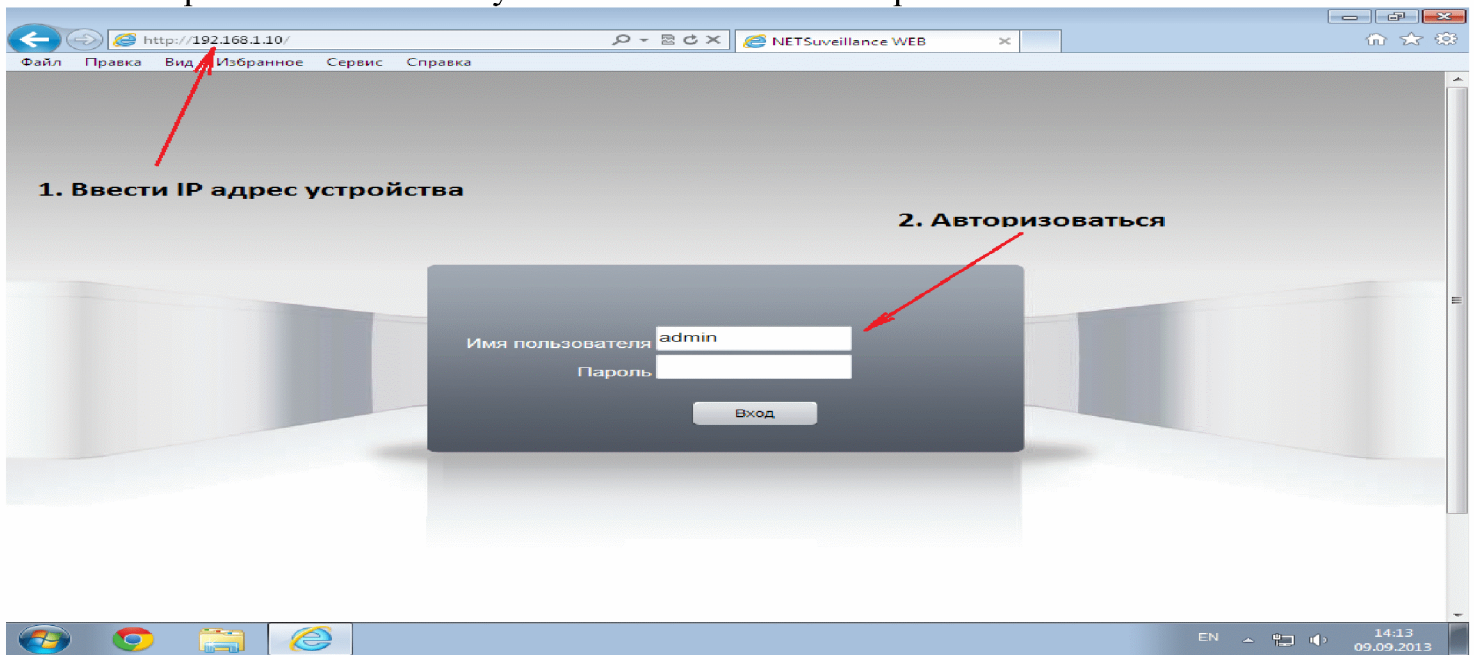 http://192.168.1.10/
NETSuveillance WEB
Файл Правка Вид Избранное Сервис Справка
1. Ввести IP адрес устройства
2. Авторизоваться
Имя пользователя admin
Пароль
Вход
EN
14:13
09.09.2013